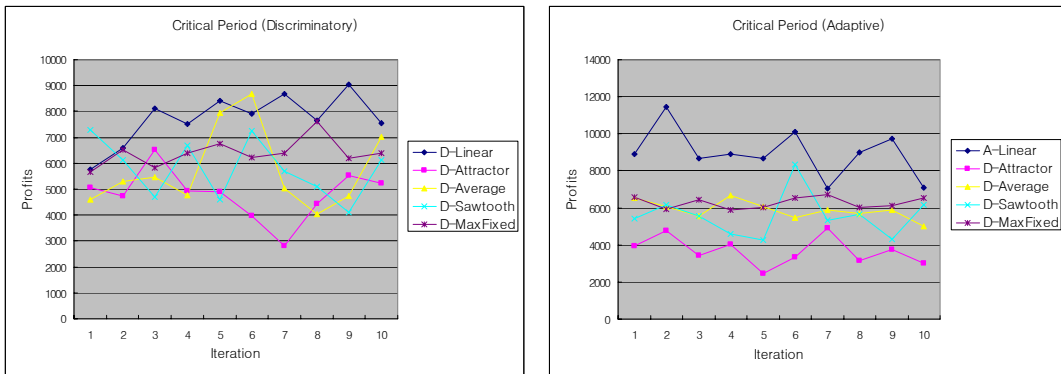 Critical Period (Discriminatory)
10000
9000
8000
7000
6000
5000
4000
3000
2000
1000
0
Profits
1 2 3 4 5 6 7 8 9 10
Iteration
D-Linear
D-Attractor
D-Average
D-Sawtooth
D-MaxFixed
Critical Period (Adaptive)
14000
12000
10000
8000
6000
4000
2000
0
Profits
1 2 3 4 5 6 7 8 9 10
Iteration
A-Linear
D-Attractor
D-Average
D-Sawtooth
D-MaxFixed